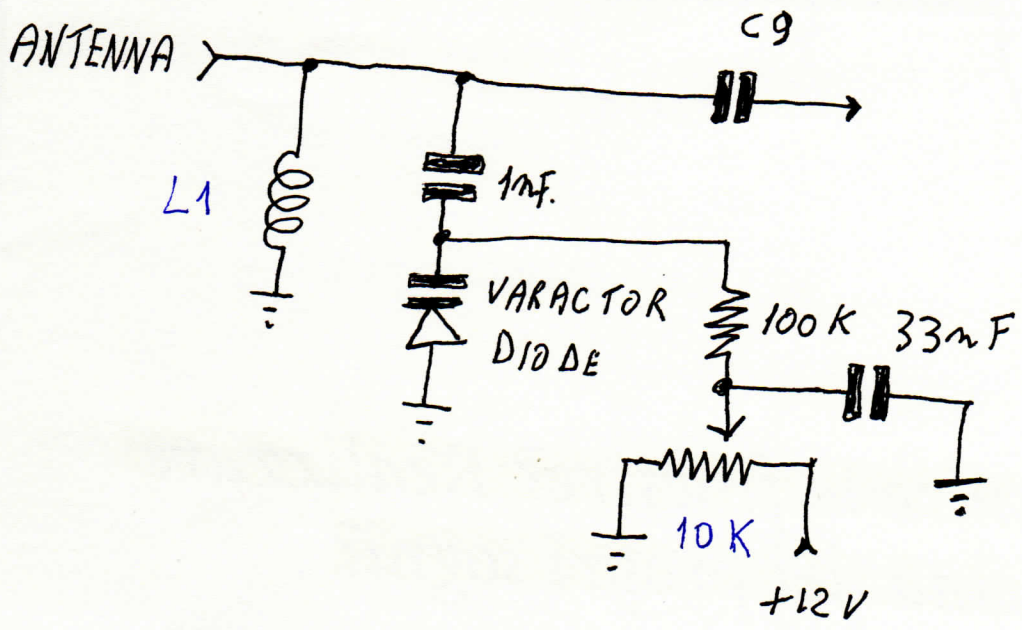 C9
ANTENNA
L1
1nF.
VARACTOR
DIODE
100K
33nF
10K
+12V